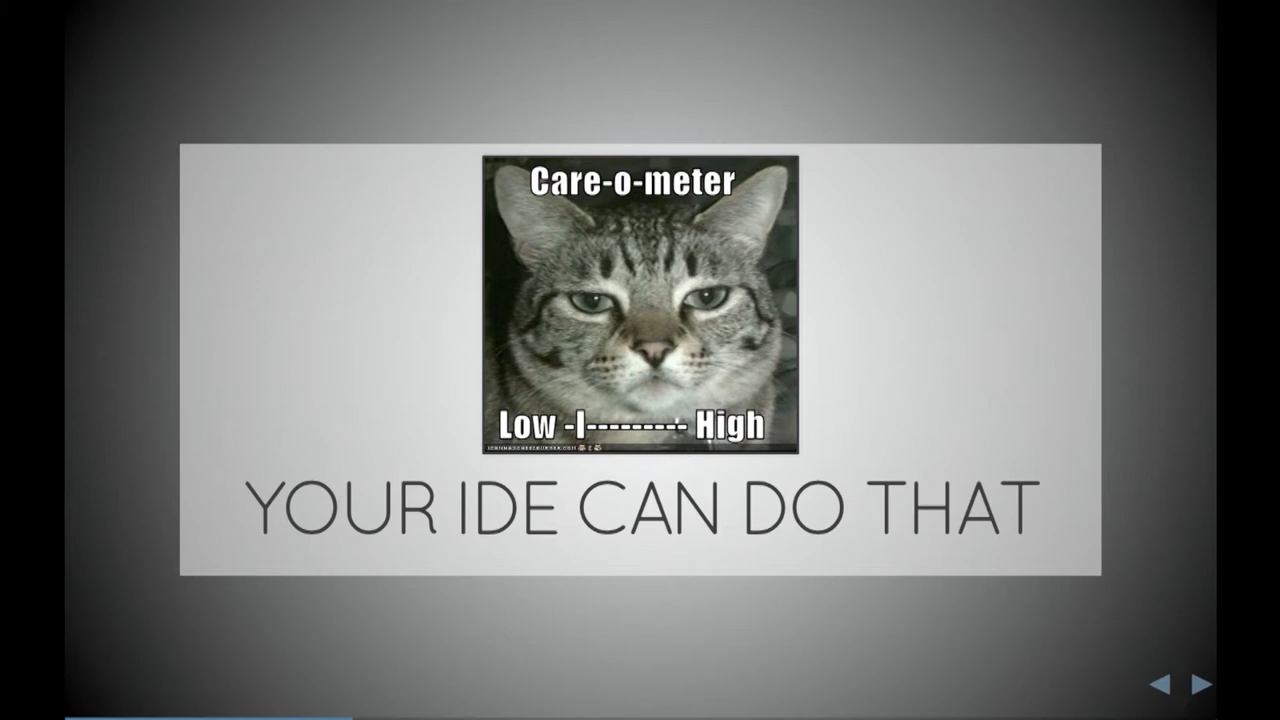 Care-o-meter
Low -I--------- High
YOUR IDE CAN DO THAT